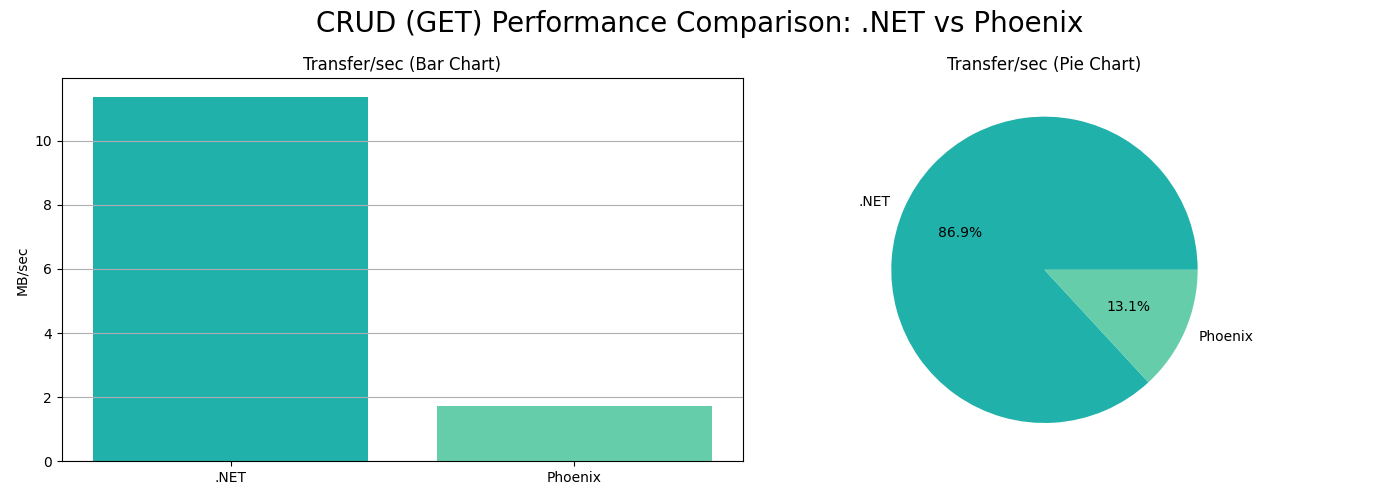 CRUD (GET) Performance Comparison: .NET vs Phoenix
Transfer/sec (Bar Chart)
MB/sec
10
8
6
4
2
0
.NET
Phoenix
Transfer/sec (Pie Chart)
.NET
86.9%
13.1%
Phoenix